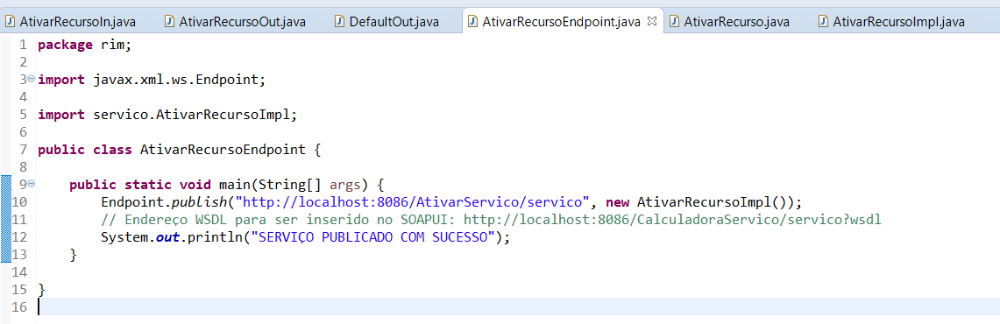 AtivarRecursoIn.java AtivarRecursoOut.java DefaultOut.java AtivarRecursoEndpoint.java AtivarRecurso.java AtivarRecursoImpl.java
1 package rim;
2
3 import javax.xml.ws.Endpoint;
4
5 import servico.AtivarRecursoImpl;
6
7 public class AtivarRecursoEndpoint {
8
9 public static void main(String[] args) {
10 Endpoint.publish("http://localhost:8086/AtivarServico/servico", new AtivarRecursoImpl());
11 // Endereço WSDL para ser inserido no SOAPUI: http://localhost:8086/CalculadoraServico/servico?wsdl
12 System.out.println("SERVIÇO PUBLICADO COM SUCESSO");
13 }
14
15 }
16